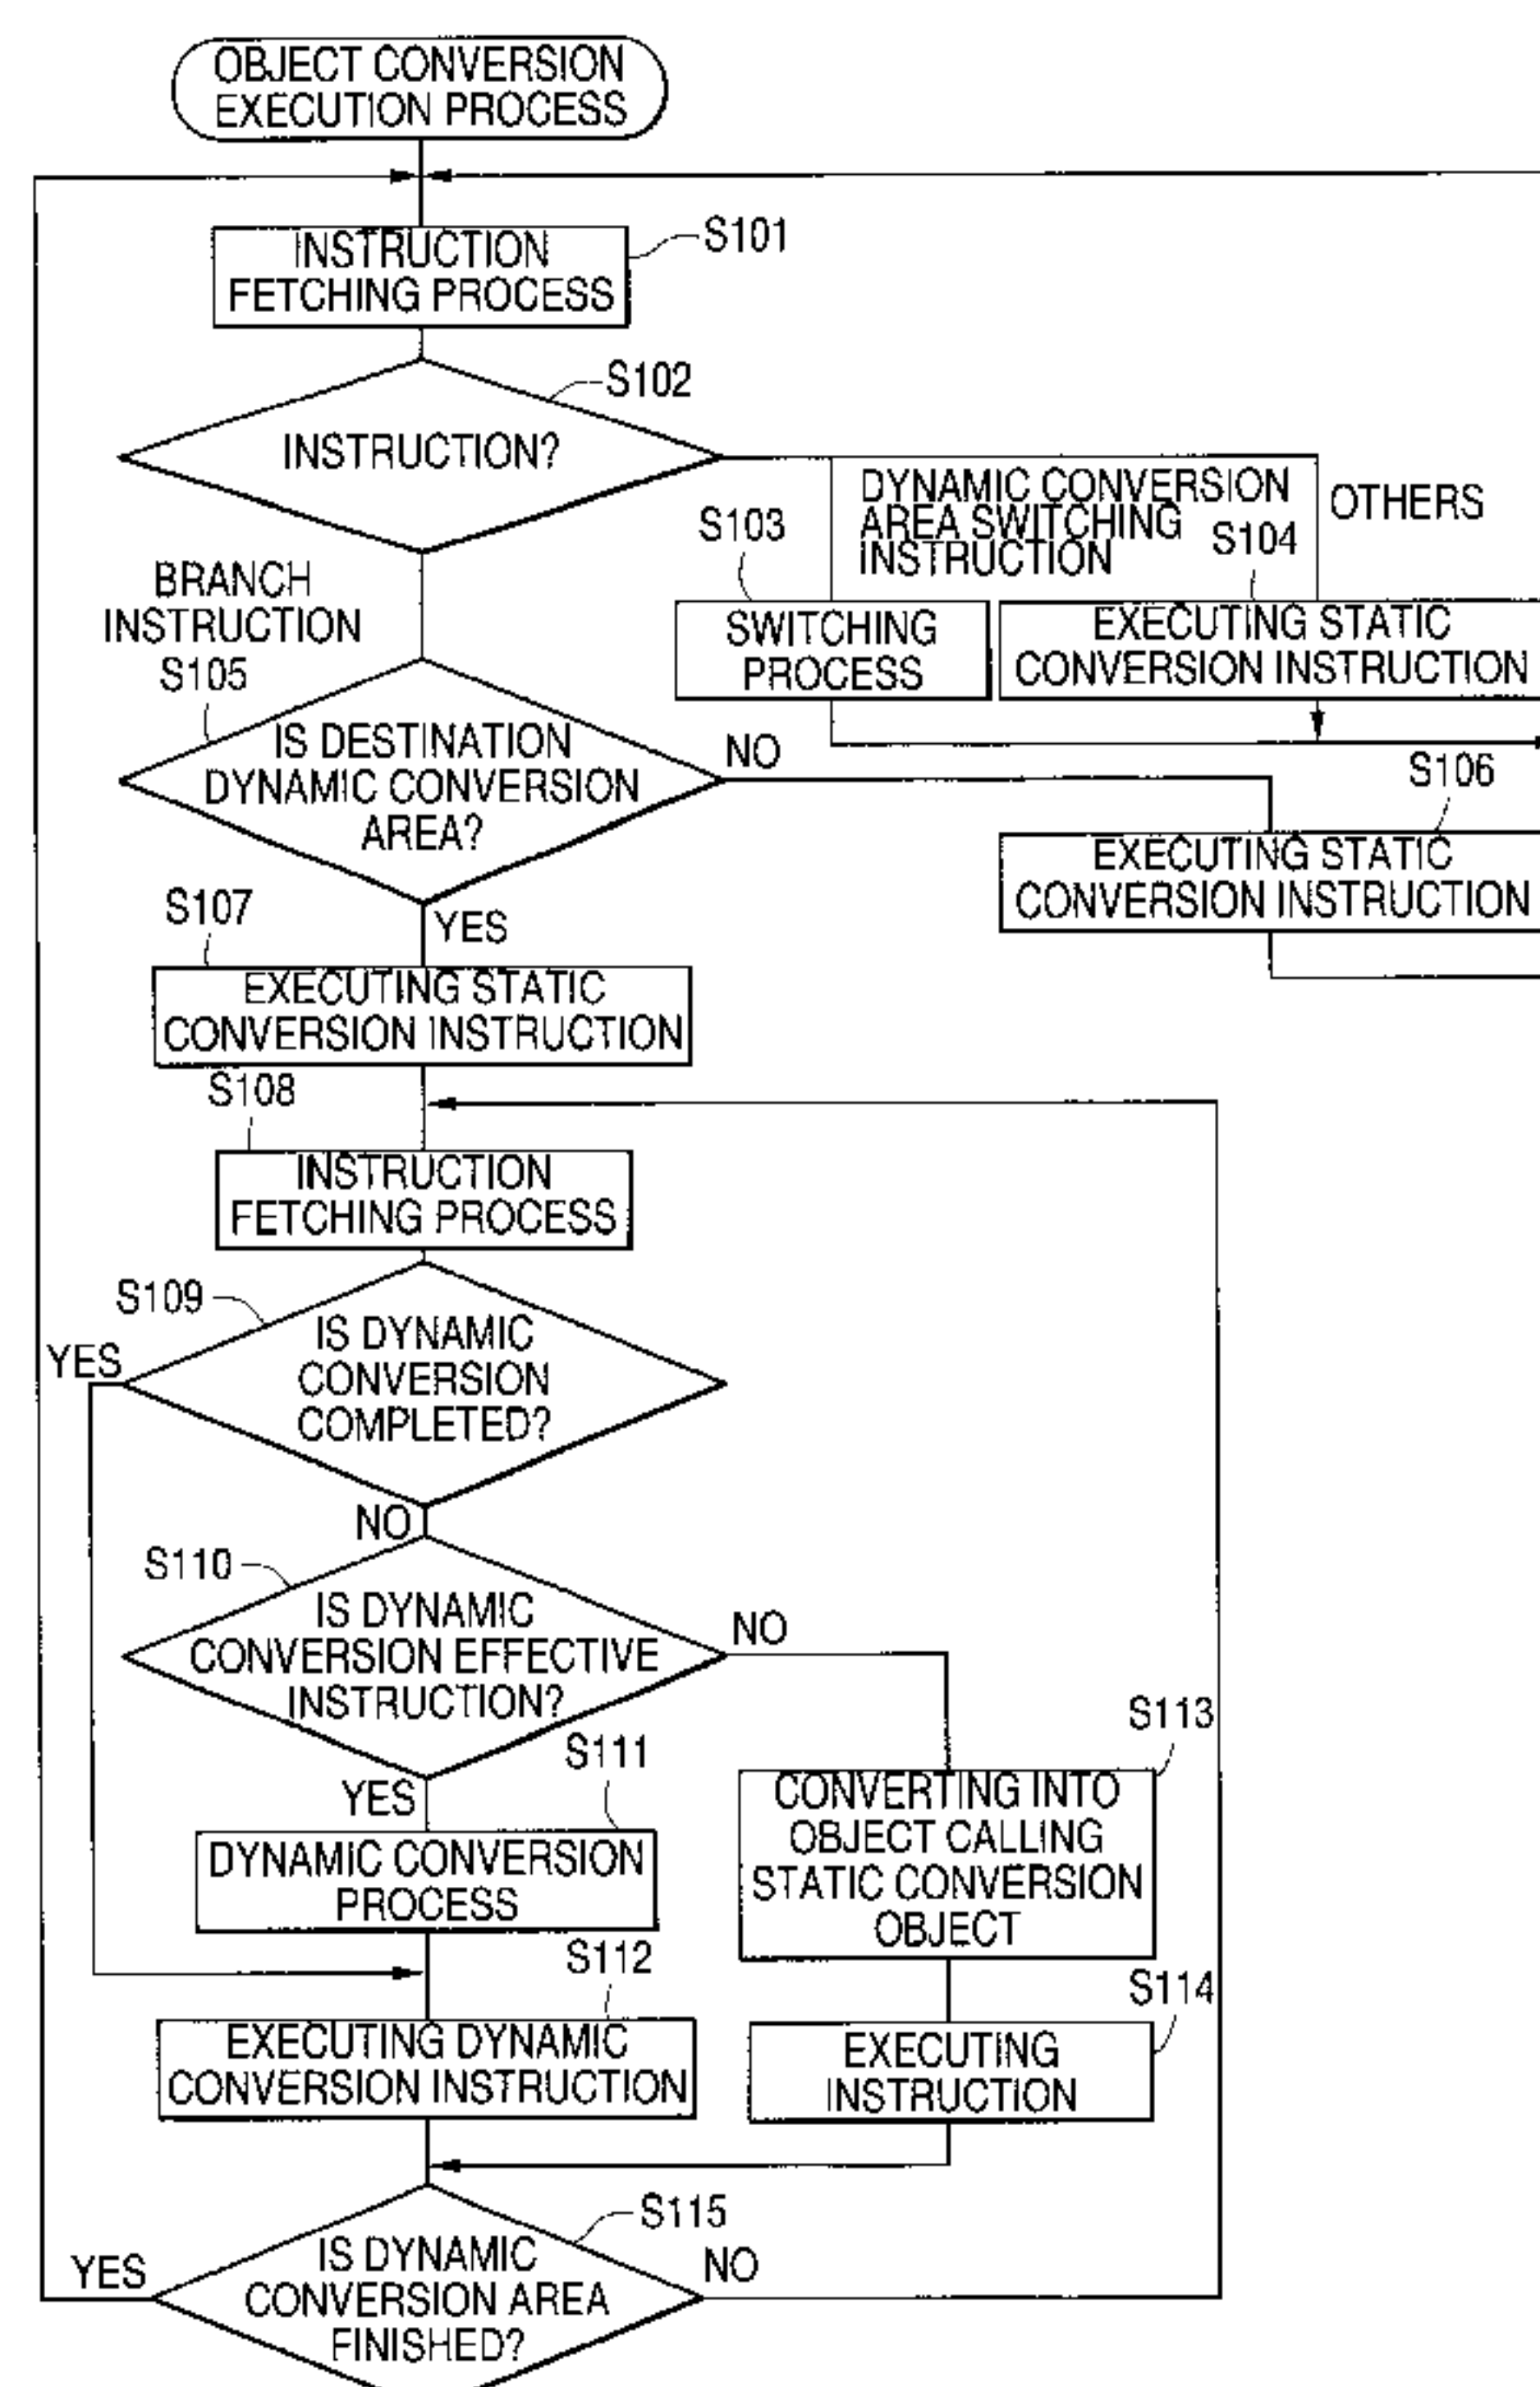 OBJECT CONVERSION
EXECUTION PROCESS
INSTRUCTION
FETCHING PROCESS
S101
S102
INSTRUCTION?
DYNAMIC CONVERSION
AREA SWITCHING
INSTRUCTION
OTHERS
S103
S104
BRANCH
INSTRUCTION
SWITCHING
PROCESS
EXECUTING STATIC
CONVERSION INSTRUCTION
S105
IS DESTINATION
DYNAMIC CONVERSION
AREA?
NO
S106
EXECUTING STATIC
CONVERSION INSTRUCTION
YES
S107
EXECUTING STATIC
CONVERSION INSTRUCTION
S108
INSTRUCTION
FETCHING PROCESS
S109
IS DYNAMIC
CONVERSION
COMPLETED?
YES
NO
S110
IS DYNAMIC
CONVERSION EFFECTIVE
INSTRUCTION?
NO
YES
S111
DYNAMIC CONVERSION
PROCESS
S113
CONVERTING INTO
OBJECT CALLING
STATIC CONVERSION
OBJECT
S112
EXECUTING DYNAMIC
CONVERSION INSTRUCTION
S114
EXECUTING
INSTRUCTION
S115
IS DYNAMIC
CONVERSION AREA
FINISHED?
YES
NO